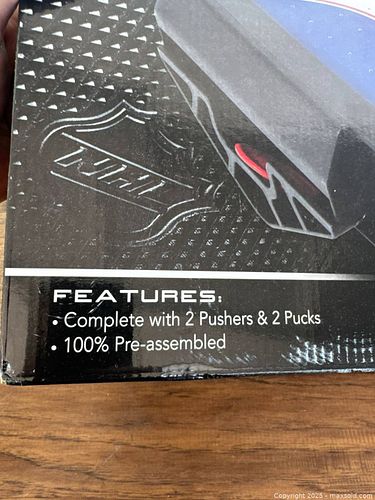 FEATURES:
• Complete with 2 Pushers & 2 Pucks
• 100% Pre-assembled
Copyright 2025 - maxsold.com